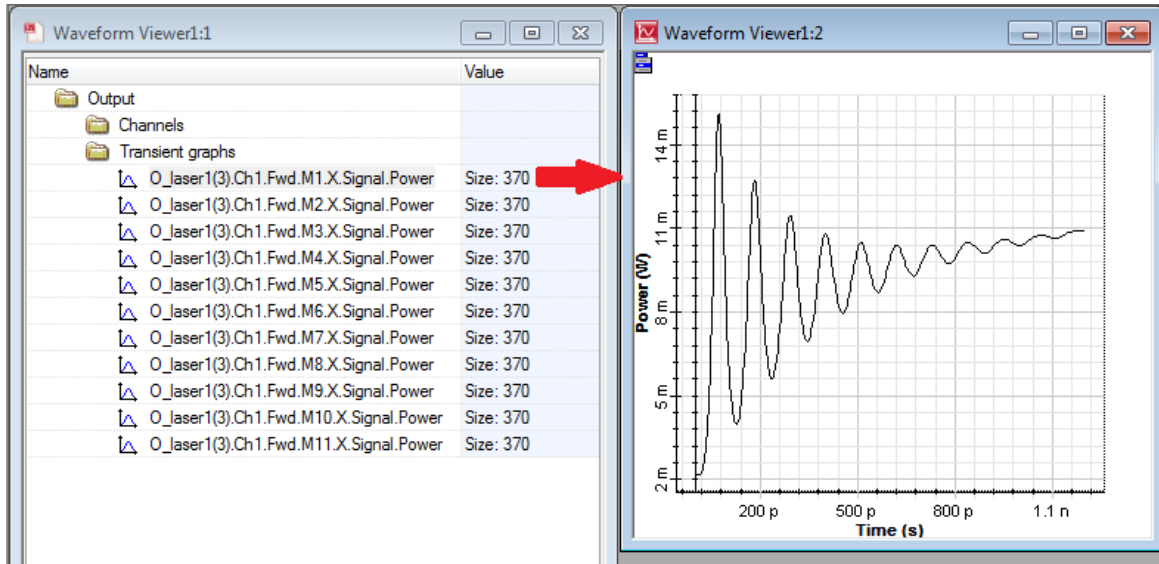 Waveform Viewer1:1
Name Value
Output
Channels
Transient graphs
O_laser1(3).Ch1.Fwd.M1.X.Signal.Power Size: 370
O_laser1(3).Ch1.Fwd.M2.X.Signal.Power Size: 370
O_laser1(3).Ch1.Fwd.M3.X.Signal.Power Size: 370
O_laser1(3).Ch1.Fwd.M4.X.Signal.Power Size: 370
O_laser1(3).Ch1.Fwd.M5.X.Signal.Power Size: 370
O_laser1(3).Ch1.Fwd.M6.X.Signal.Power Size: 370
O_laser1(3).Ch1.Fwd.M7.X.Signal.Power Size: 370
O_laser1(3).Ch1.Fwd.M8.X.Signal.Power Size: 370
O_laser1(3).Ch1.Fwd.M9.X.Signal.Power Size: 370
O_laser1(3).Ch1.Fwd.M10.X.Signal.Power Size: 370
O_laser1(3).Ch1.Fwd.M11.X.Signal.Power Size: 370
Waveform Viewer1:2
14 m
11 m
8 m
5 m
2 m
Power (W)
200 p 500 p 800 p 1.1 n
Time (s)